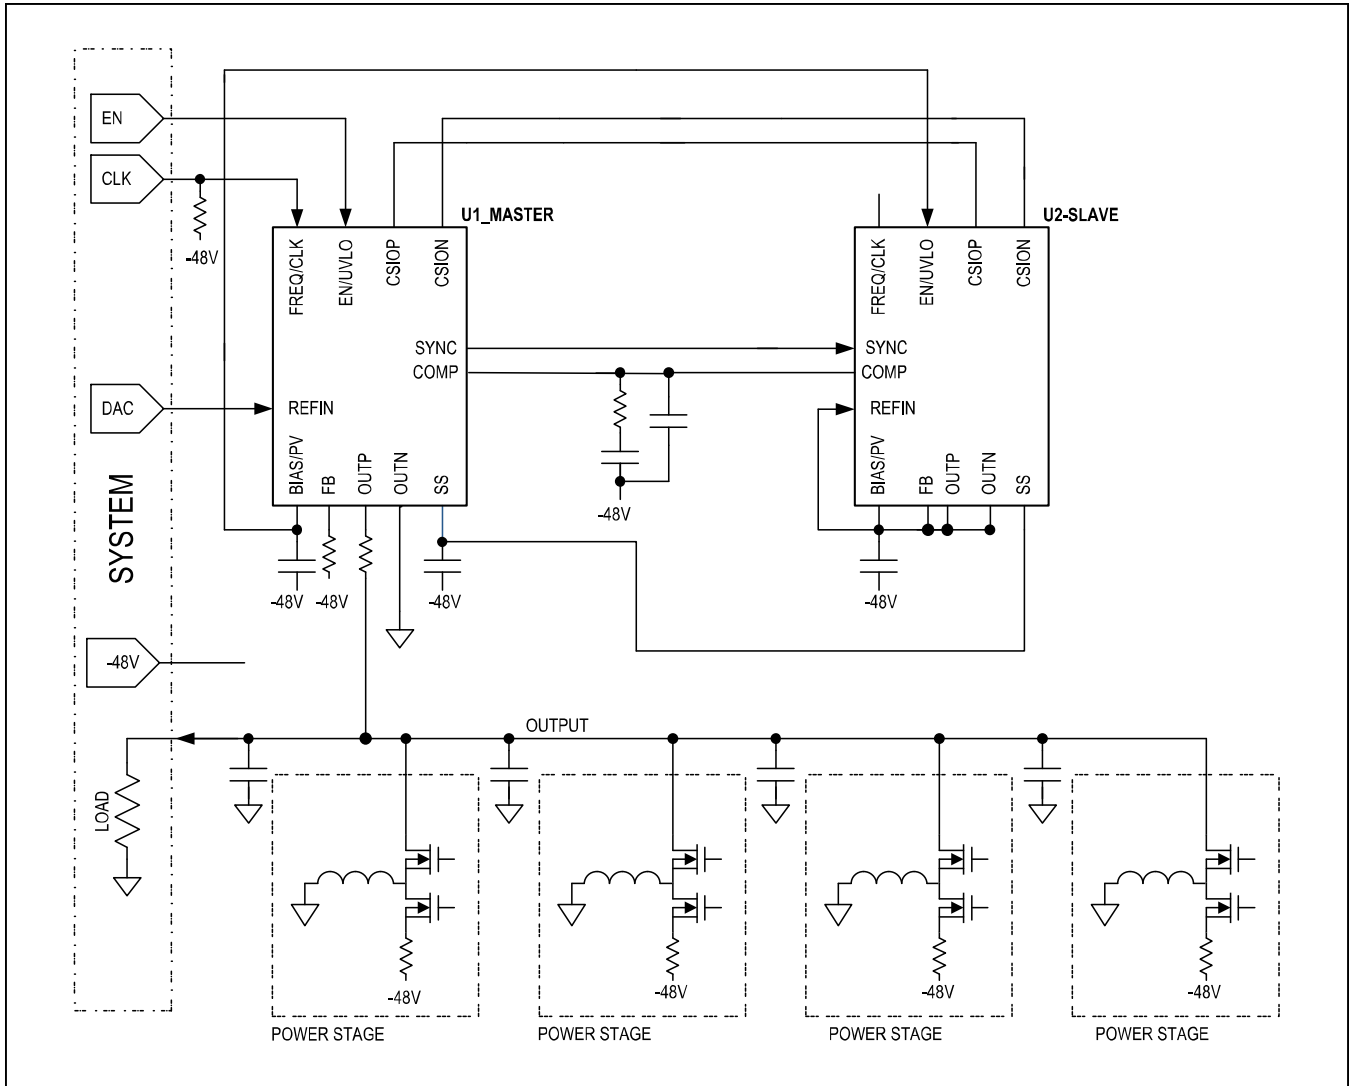 EN
CLK
-48V
U1_MASTER
FREQ/CLK
EN/UVLO
CSIOP
CSION
SYNC
COMP
REFIN
BIAS/PV
FB
OUTP
OUTN
SS
U2-SLAVE
FREQ/CLK
EN/UVLO
CSIOP
CSION
SYNC
COMP
REFIN
BIAS/PV
FB
OUTP
OUTN
SS
DAC
SYSTEM
-48V
-48V
-48V
-48V
-48V
-48V
-48V
OUTPUT
LOAD
-48V
-48V
-48V
-48V
POWER STAGE
POWER STAGE
POWER STAGE
POWER STAGE